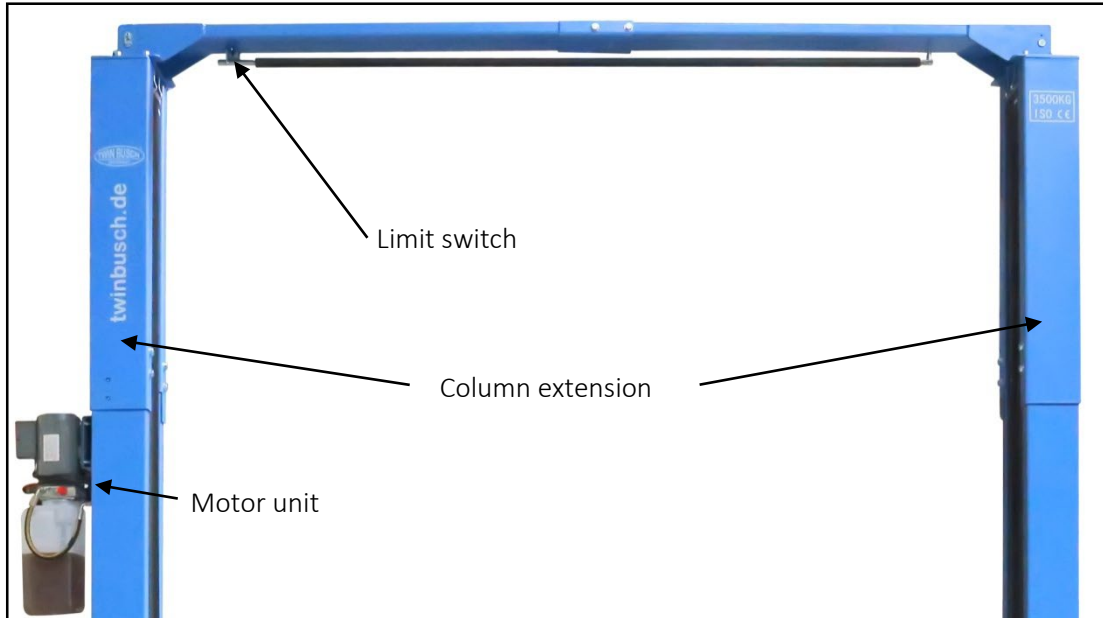 3500KG
ISO CE
TWIN BUSCH
twinbusch.de
Limit switch
Column extension
Motor unit